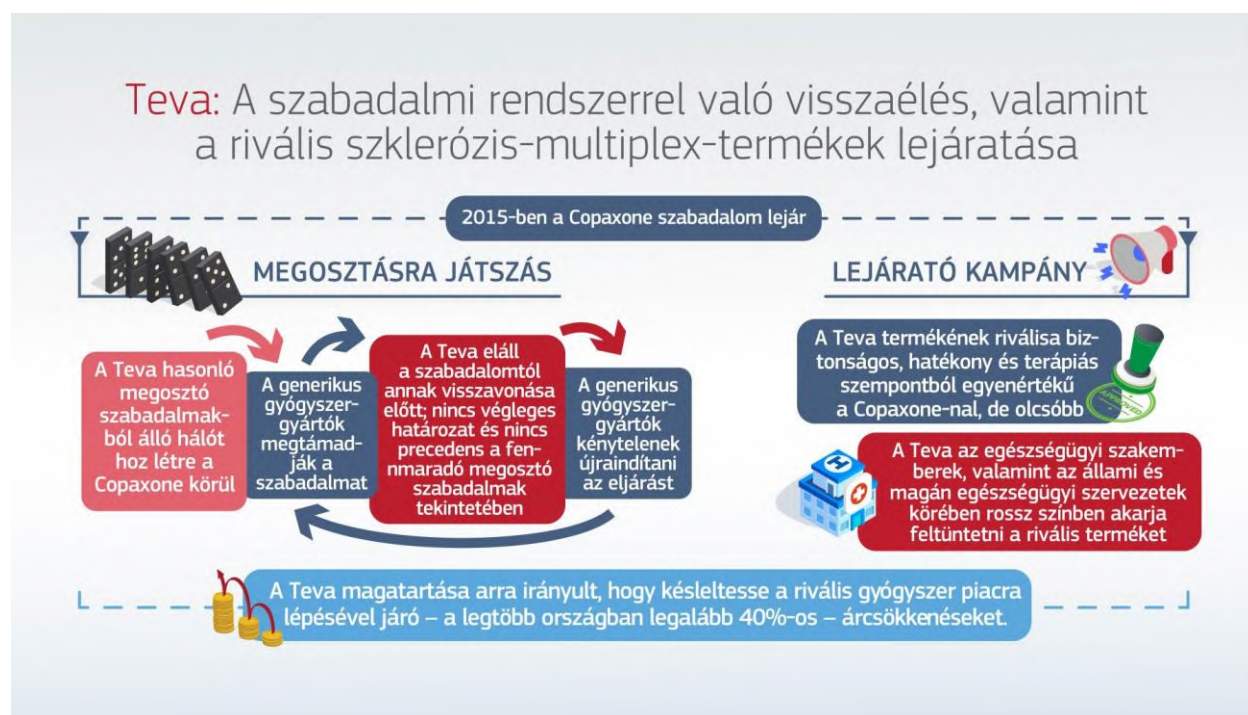 Teva: A szabadalmi rendszerrel való visszaélés, valamint
a rivális szklerózis-multiplex-termékek lejáratása
2015-ben a Copaxone szabadalom lejár
MEGOSZTÁSRA JÁTSZÁS
A Teva hasonló
megosztó
szabadalmak-
ból álló hálót
hoz létre a
Copaxone körül
A generikus
gyógyszer-
gyártók
megtámad-
ják a
szabadalmat
A Teva eláll
a szabadalomtól
annak visszavonása
előtt; nincs végleges
határozat és nincs
precedens a fen-
nmaradó megosztó
szabadalmak
tekintetében
A generikus
gyógyszer-
gyártók
kénytelenek
újraindítani
az eljárást
LEJÁRATÓ KAMPÁNY
A Teva termékének riválisa biz-
tonságos, hatékony és terápiás
szempontból egyenértékű
a Copaxone-nal, de olcsóbb
APPROVED
H
A Teva az egészségügyi szakem-
berek, valamint az állami és
magán egészségügyi szervezetek
körében rossz színben akarja
feltüntetni a rivális terméket
A Teva magatartása arra irányult, hogy késleltesse a rivális gyógyszer piacra
lépésével járó – a legtöbb országban legalább 40%-os – árcsökkenéseket.